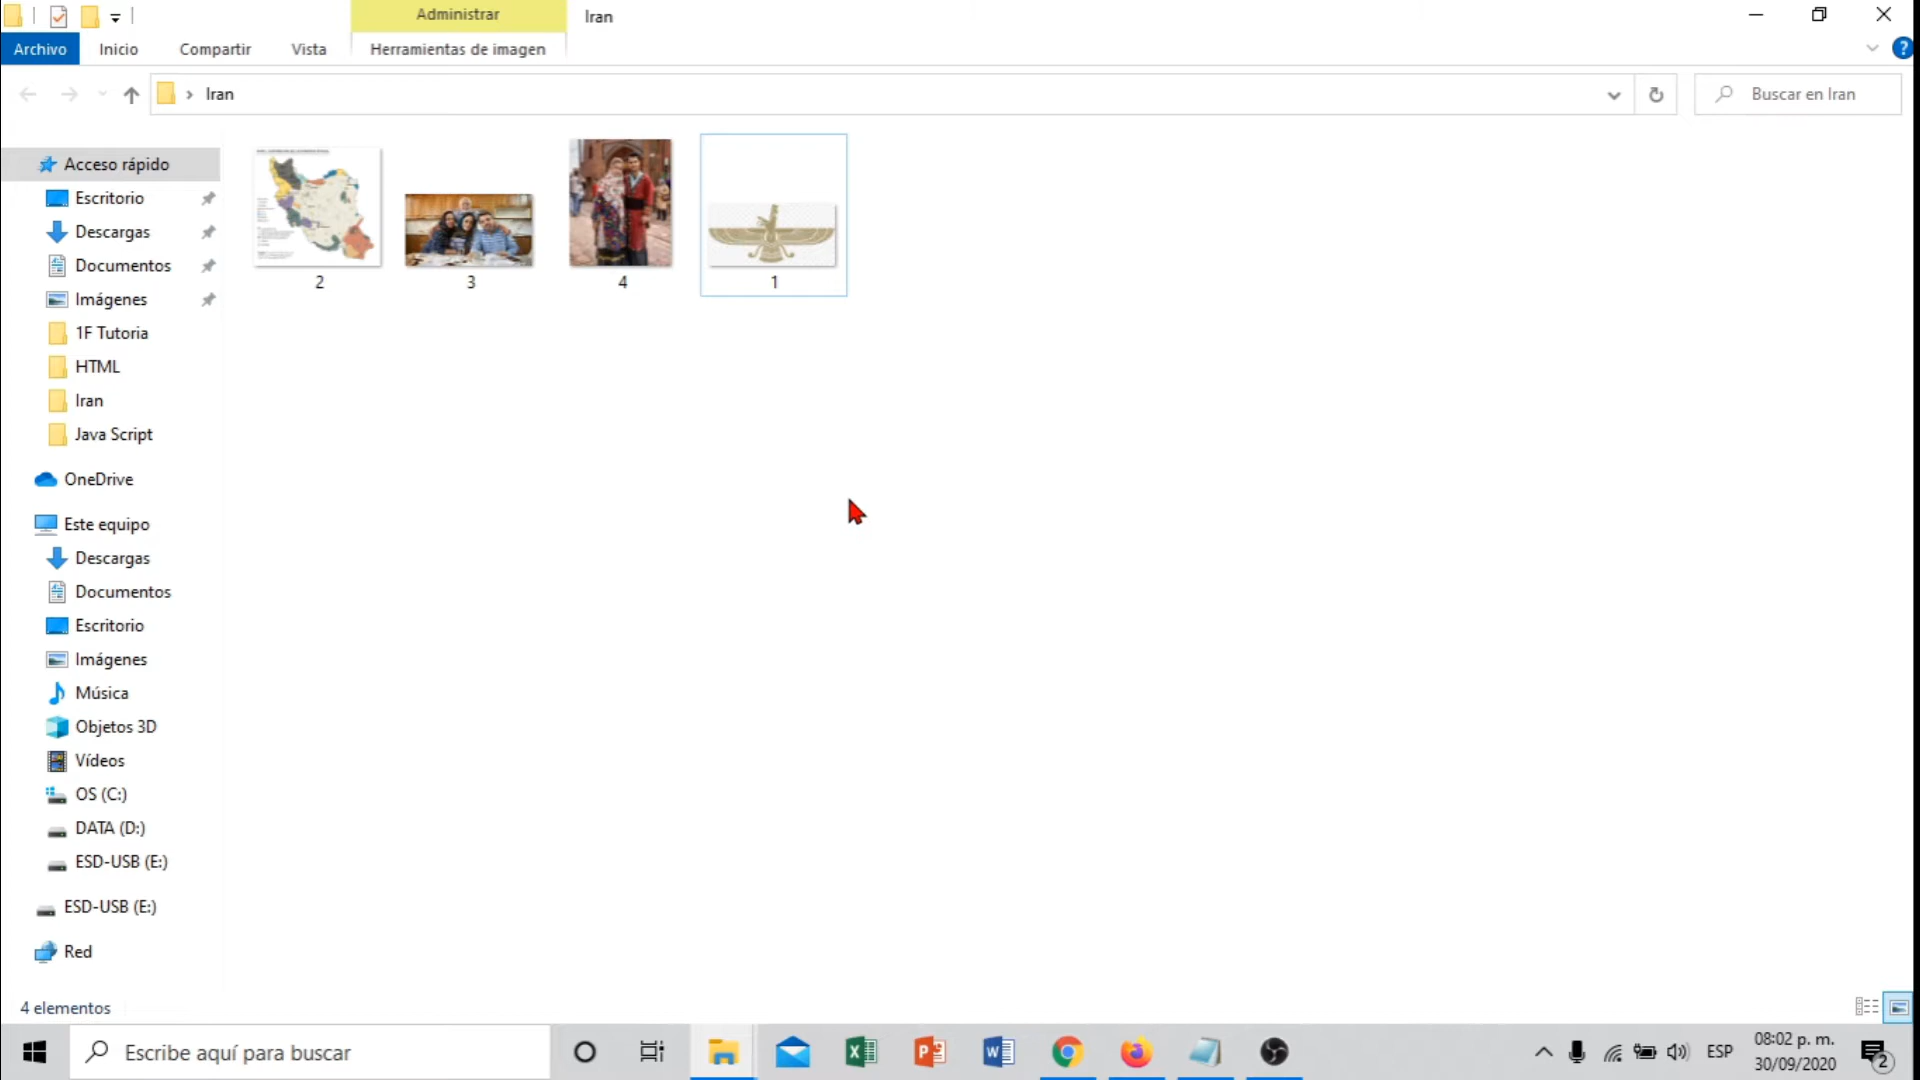 Administrar
Iran
Archivo
Inicio
Compartir
Vista
Herramientas de imagen
Iran
Buscar en Iran
Acceso rápido
Escritorio
Descargas
Documentos
Imágenes
1F Tutoria
HTML
Iran
Java Script
OneDrive
Este equipo
Descargas
Documentos
Escritorio
Imágenes
Música
Objetos 3D
Vídeos
OS (C:)
DATA (D:)
ESD-USB (E:)
ESD-USB (E:)
Red
2
3
4
1
4 elementos
Escribe aquí para buscar
ESP
08:02 p. m.
30/09/2020
2